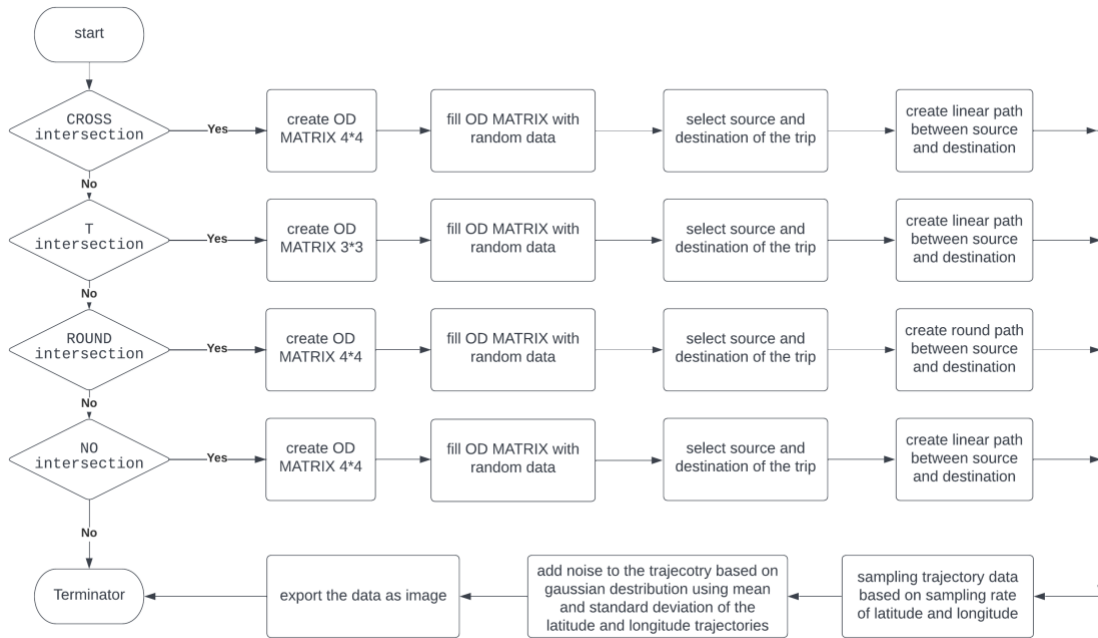 start
CROSS
intersection
Yes
create OD
MATRIX 4*4
fill OD MATRIX with
random data
select source and
destination of the trip
create linear path
between source
and destination
No
T
intersection
Yes
create OD
MATRIX 3*3
fill OD MATRIX with
random data
select source and
destination of the trip
create linear path
between source
and destination
No
ROUND
intersection
Yes
create OD
MATRIX 4*4
fill OD MATRIX with
random data
select source and
destination of the trip
create round path
between source
and destination
No
NO
intersection
Yes
create OD
MATRIX 4*4
fill OD MATRIX with
random data
select source and
destination of the trip
create linear path
between source
and destination
No
Terminator
export the data as image
add noise to the trajecotry based on
gaussian destribution using mean
and standard deviation of the
latitude and longitude trajectories
sampling trajectory data
based on sampling rate
of latitude and longitude